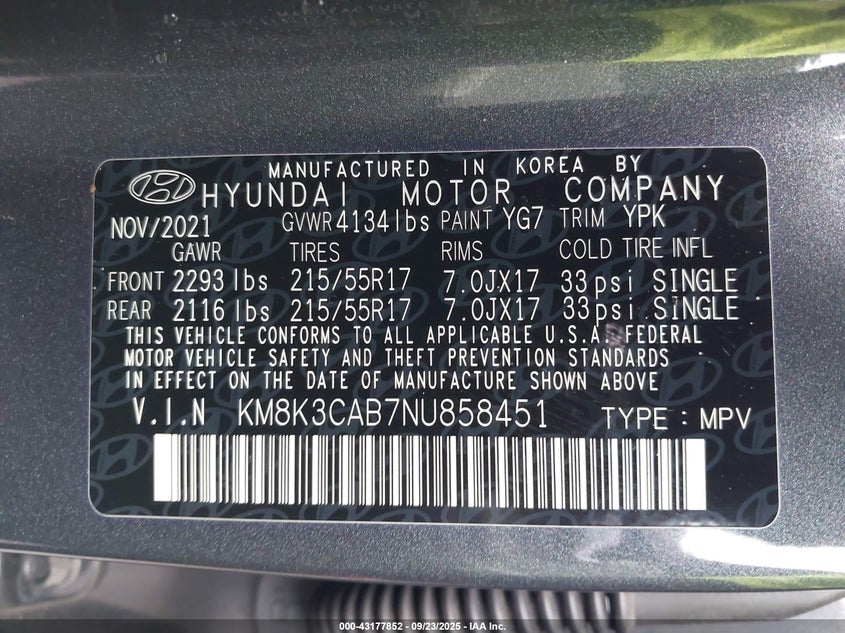 MANUFACTURED IN KOREA BY
HYUNDAI MOTOR COMPANY
NOV/2021 GVWR 4134lbs PAINT YG7 TRIM YPK
GAWR TIRES RIMS COLD TIRE INFL
FRONT 2293 lbs 215/55R17 7.0JX17 33psi SINGLE
REAR 2116 lbs 215/55R17 7.0JX17 33psi SINGLE
THIS VEHICLE CONFORMS TO ALL APPLICABLE U.S.A. FEDERAL
MOTOR VEHICLE SAFETY AND THEFT PREVENTION STANDARDS
IN EFFECT ON THE DATE OF MANUFACTURE SHOWN ABOVE
V.I.N KM8K3CAB7NU858451 TYPE: MPV
000-43177852 - 09/23/2025 - IAA Inc.